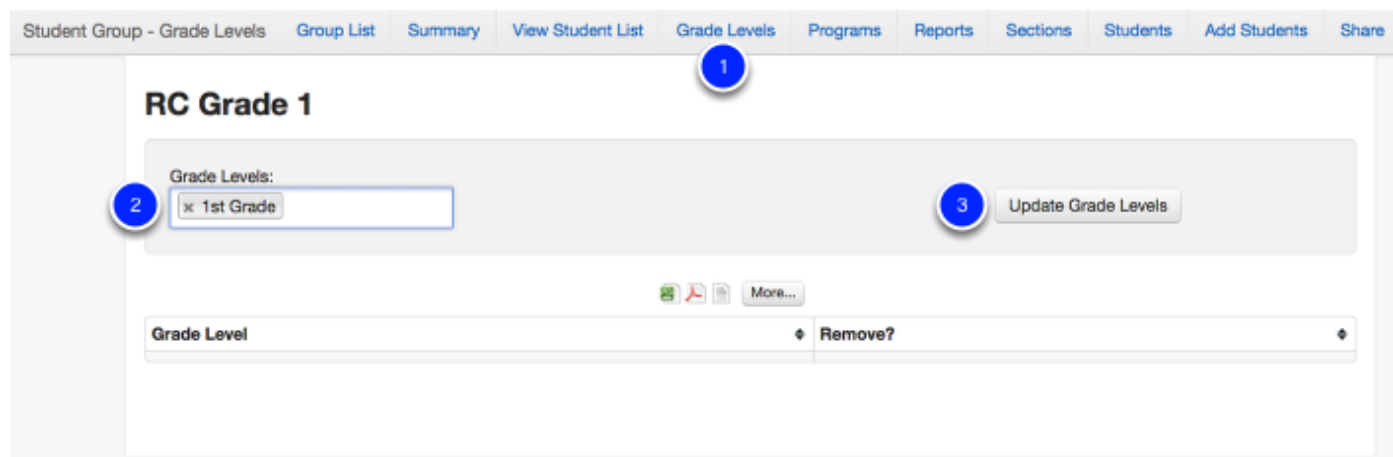 Student Group - Grade Levels Group List Summary View Student List Grade Levels Programs Reports Sections Students Add Students Share
1
RC Grade 1
Grade Levels:
2 × 1st Grade 3 Update Grade Levels
More...
Grade Level Remove?